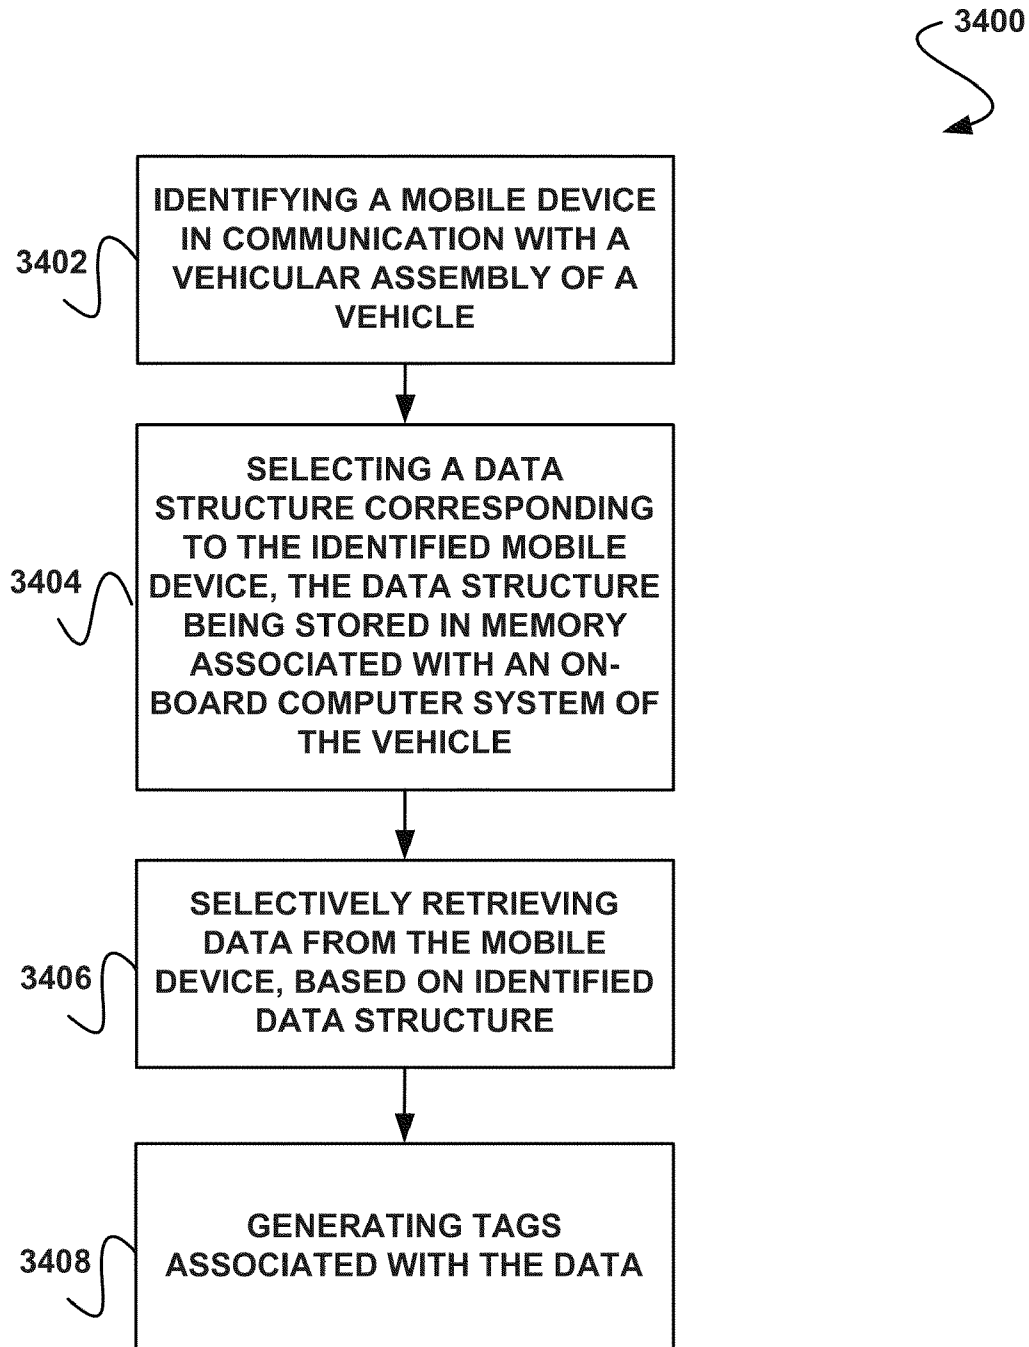 3400
3402
IDENTIFYING A MOBILE DEVICE
IN COMMUNICATION WITH A
VEHICULAR ASSEMBLY OF A
VEHICLE
3404
SELECTING A DATA
STRUCTURE CORRESPONDING
TO THE IDENTIFIED MOBILE
DEVICE, THE DATA STRUCTURE
BEING STORED IN MEMORY
ASSOCIATED WITH AN ON-
BOARD COMPUTER SYSTEM OF
THE VEHICLE
3406
SELECTIVELY RETRIEVING
DATA FROM THE MOBILE
DEVICE, BASED ON IDENTIFIED
DATA STRUCTURE
3408
GENERATING TAGS
ASSOCIATED WITH THE DATA